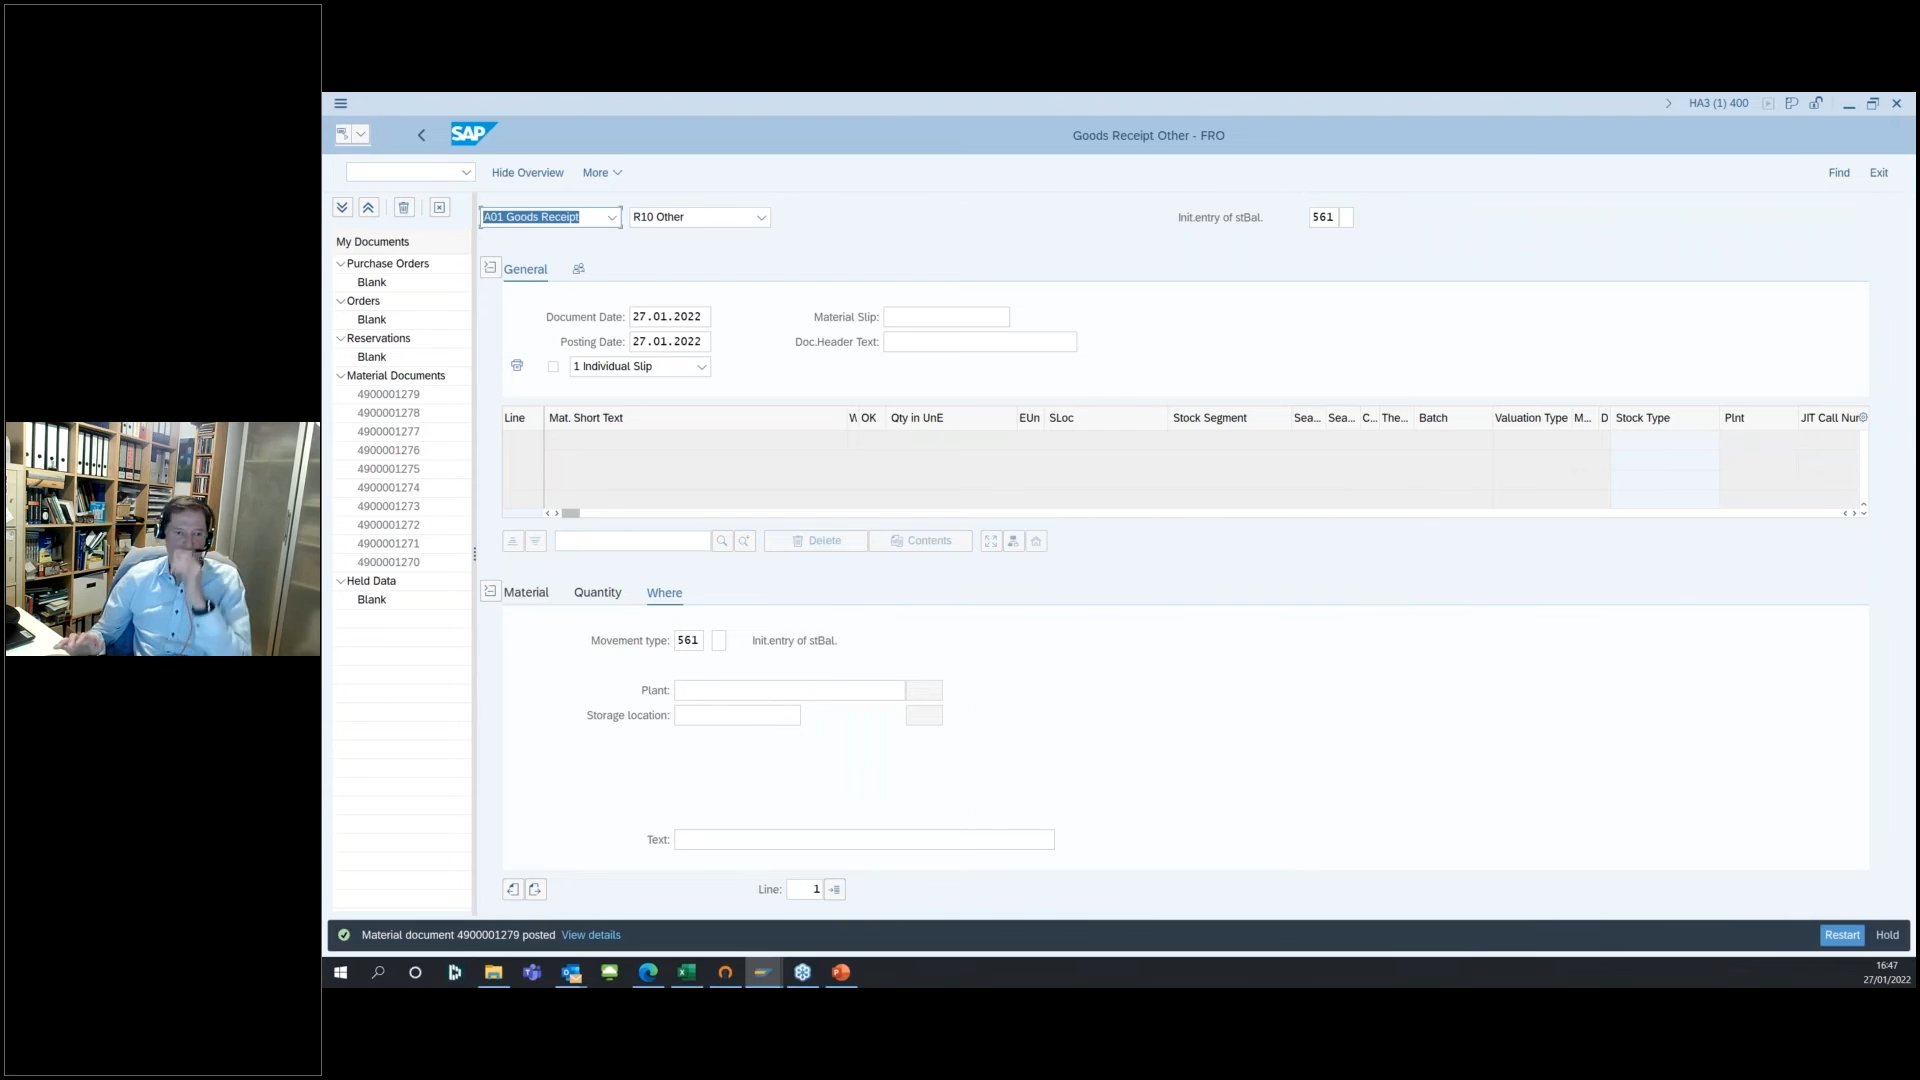 HA3 (1) 400
SAP
Goods Receipt Other - FRO
Hide Overview
More
Find
Exit
A01 Goods Receipt
R10 Other
Init.entry of stBal.
561
My Documents
Purchase Orders
Blank
Orders
Blank
Reservations
Blank
Material Documents
4900001279
4900001278
4900001277
4900001276
4900001275
4900001274
4900001273
4900001272
4900001271
4900001270
Held Data
Blank
General
Document Date: 27.01.2022
Material Slip:
Posting Date: 27.01.2022
Doc.Header Text:
1 Individual Slip
Line Mat. Short Text W OK Qty in UnE EUn SLoc Stock Segment Sea... Sea... C... The... Batch Valuation Type M... D Stock Type Plnt JIT Call Nur
Delete
Contents
Material
Quantity
Where
Movement type: 561 Init.entry of stBal.
Plant:
Storage location:
Text:
Line: 1
Material document 4900001279 posted View details
Restart
Hold
16:47
27/01/2022